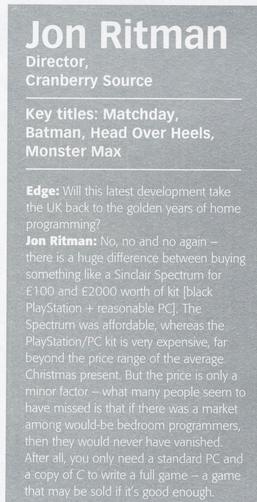 Jon Ritman
Director,
Cranberry Source
Key titles: Matchday,
Batman, Head Over Heels,
Monster Max
Edge: Will this latest development take
the UK back to the golden years of home
programming?
Jon Ritman: No, no and no again –
there is a huge difference between buying
something like a Sinclair Spectrum for
£100 and £2000 worth of kit [black
PlayStation + reasonable PC]. The
Spectrum was affordable, whereas the
PlayStation/PC kit is very expensive, far
beyond the price range of the average
Christmas present. But the price is only a
minor factor – what many people seem to
have missed is that if there was a market
among would-be bedroom programmers,
then they would never have vanished.
After all, you only need a standard PC and
a copy of C to write a full game – a game
that may be sold if it's good enough.